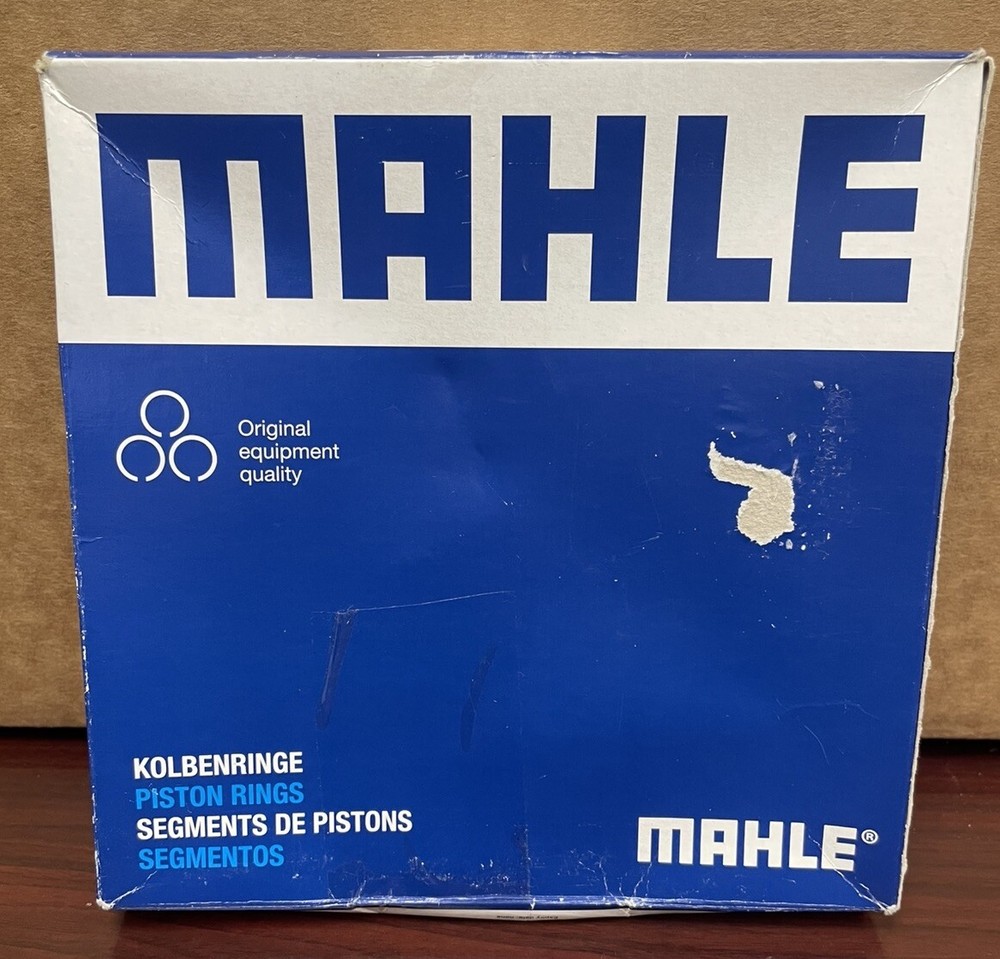 MAHLE
Original
equipment
quality
KOLBENRINGE
PISTON RINGS
SEGMENTS DE PISTONS
SEGMENTOS
MAHLE®